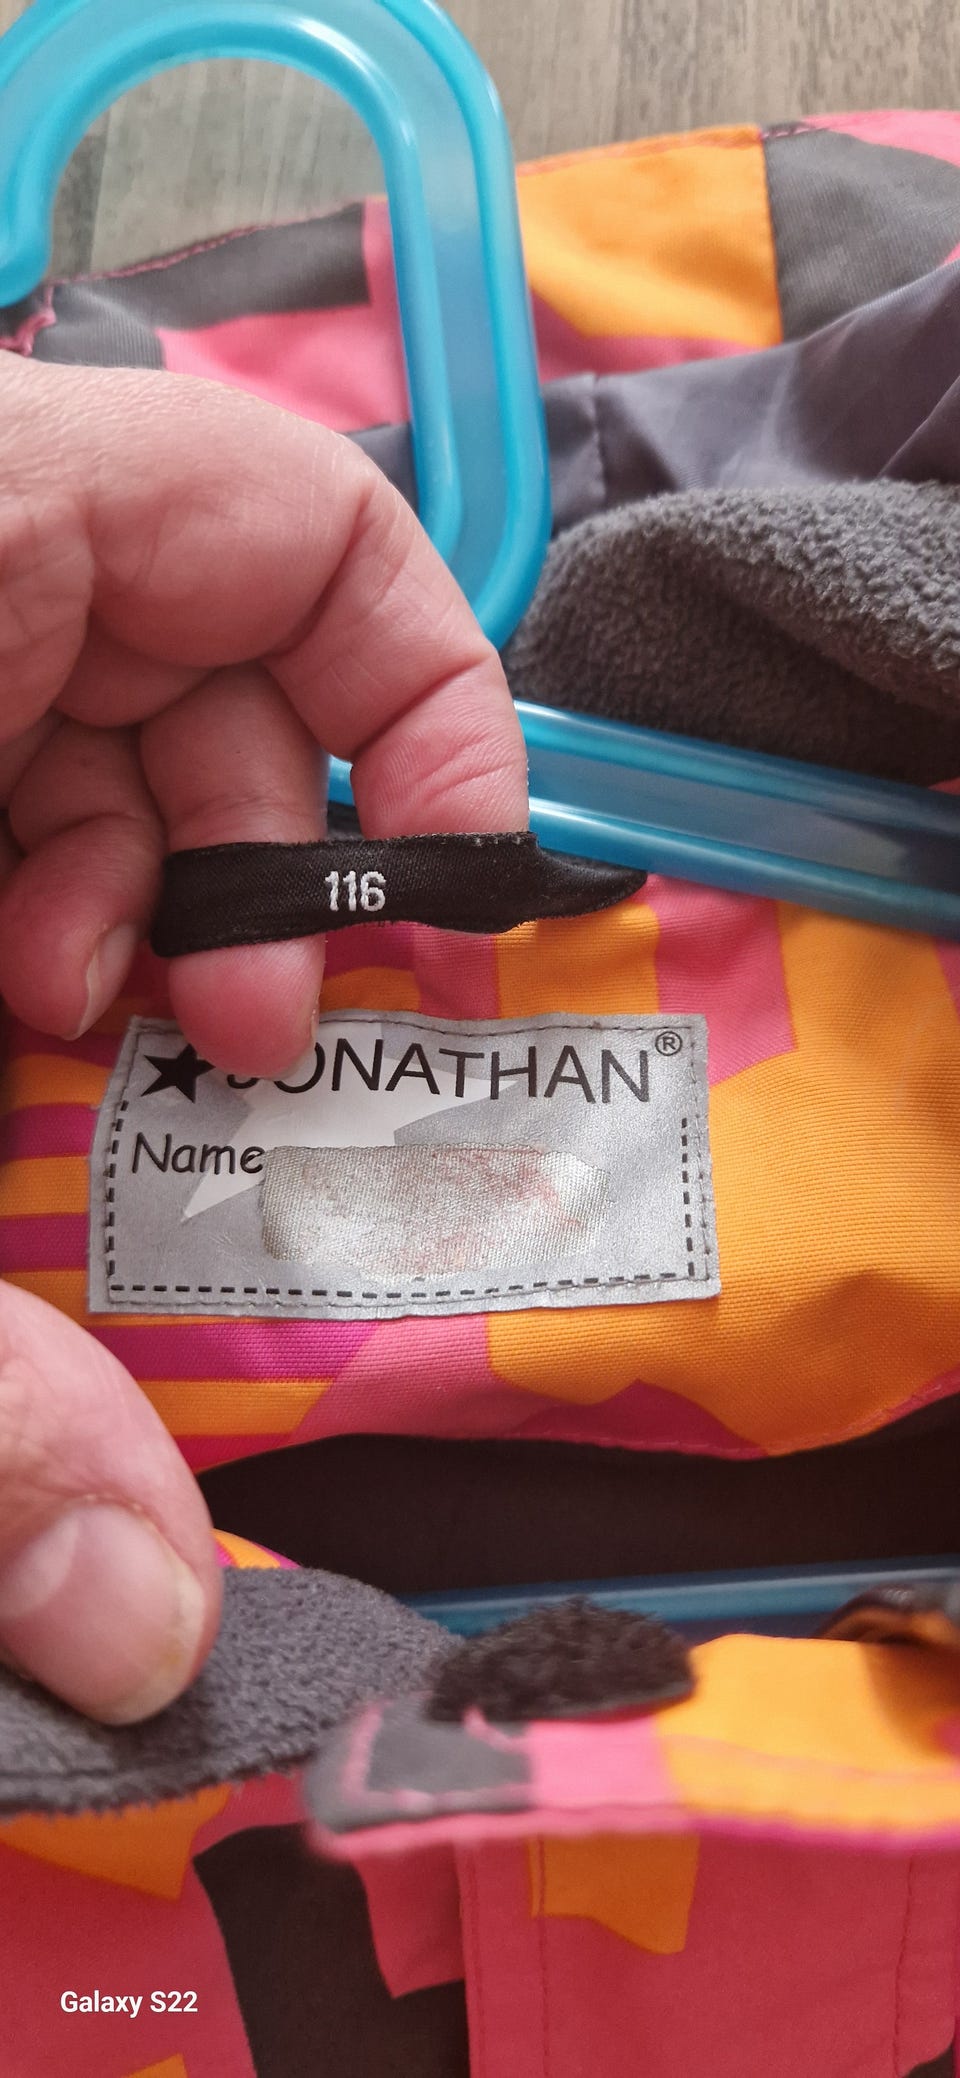 116
★ JONATHAN®
Name
Galaxy S22